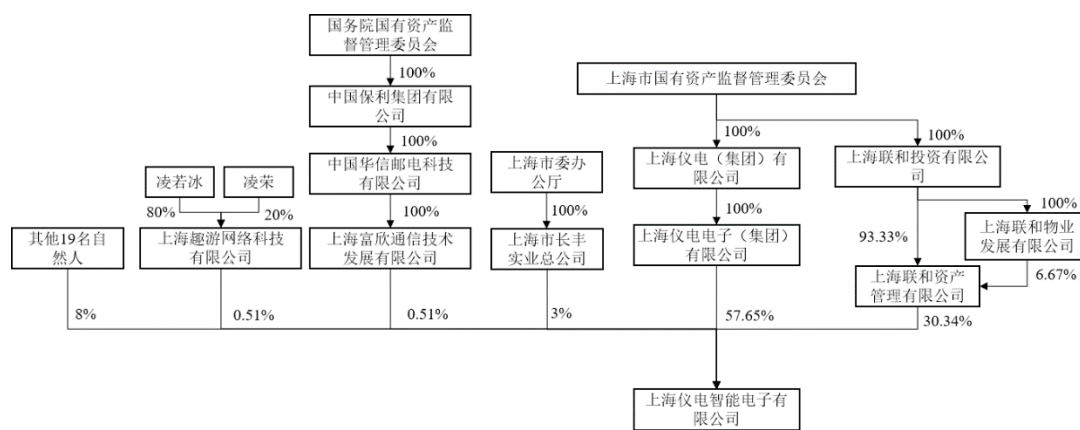 国务院国有资产监
督管理委员会
100%
上海市国有资产监督管理委员会
中国保利集团有限
公司
100%
100%
100%
中国华信邮电科技
有限公司
上海市委办
公厅
上海仪电（集团）有
限公司
上海联和投资有限公
司
凌若冰
凌荣
80%
20%
100%
100%
100%
100%
其他19名自
然人
上海趣游网络科技
有限公司
上海富欣通信技术
发展有限公司
上海市长丰
实业总公司
上海仪电电子（集团）
有限公司
93.33%
上海联和物业
发展有限公司
上海联和资产
管理有限公司
6.67%
8%
0.51%
0.51%
3%
57.65%
30.34%
上海仪电智能电子有
限公司